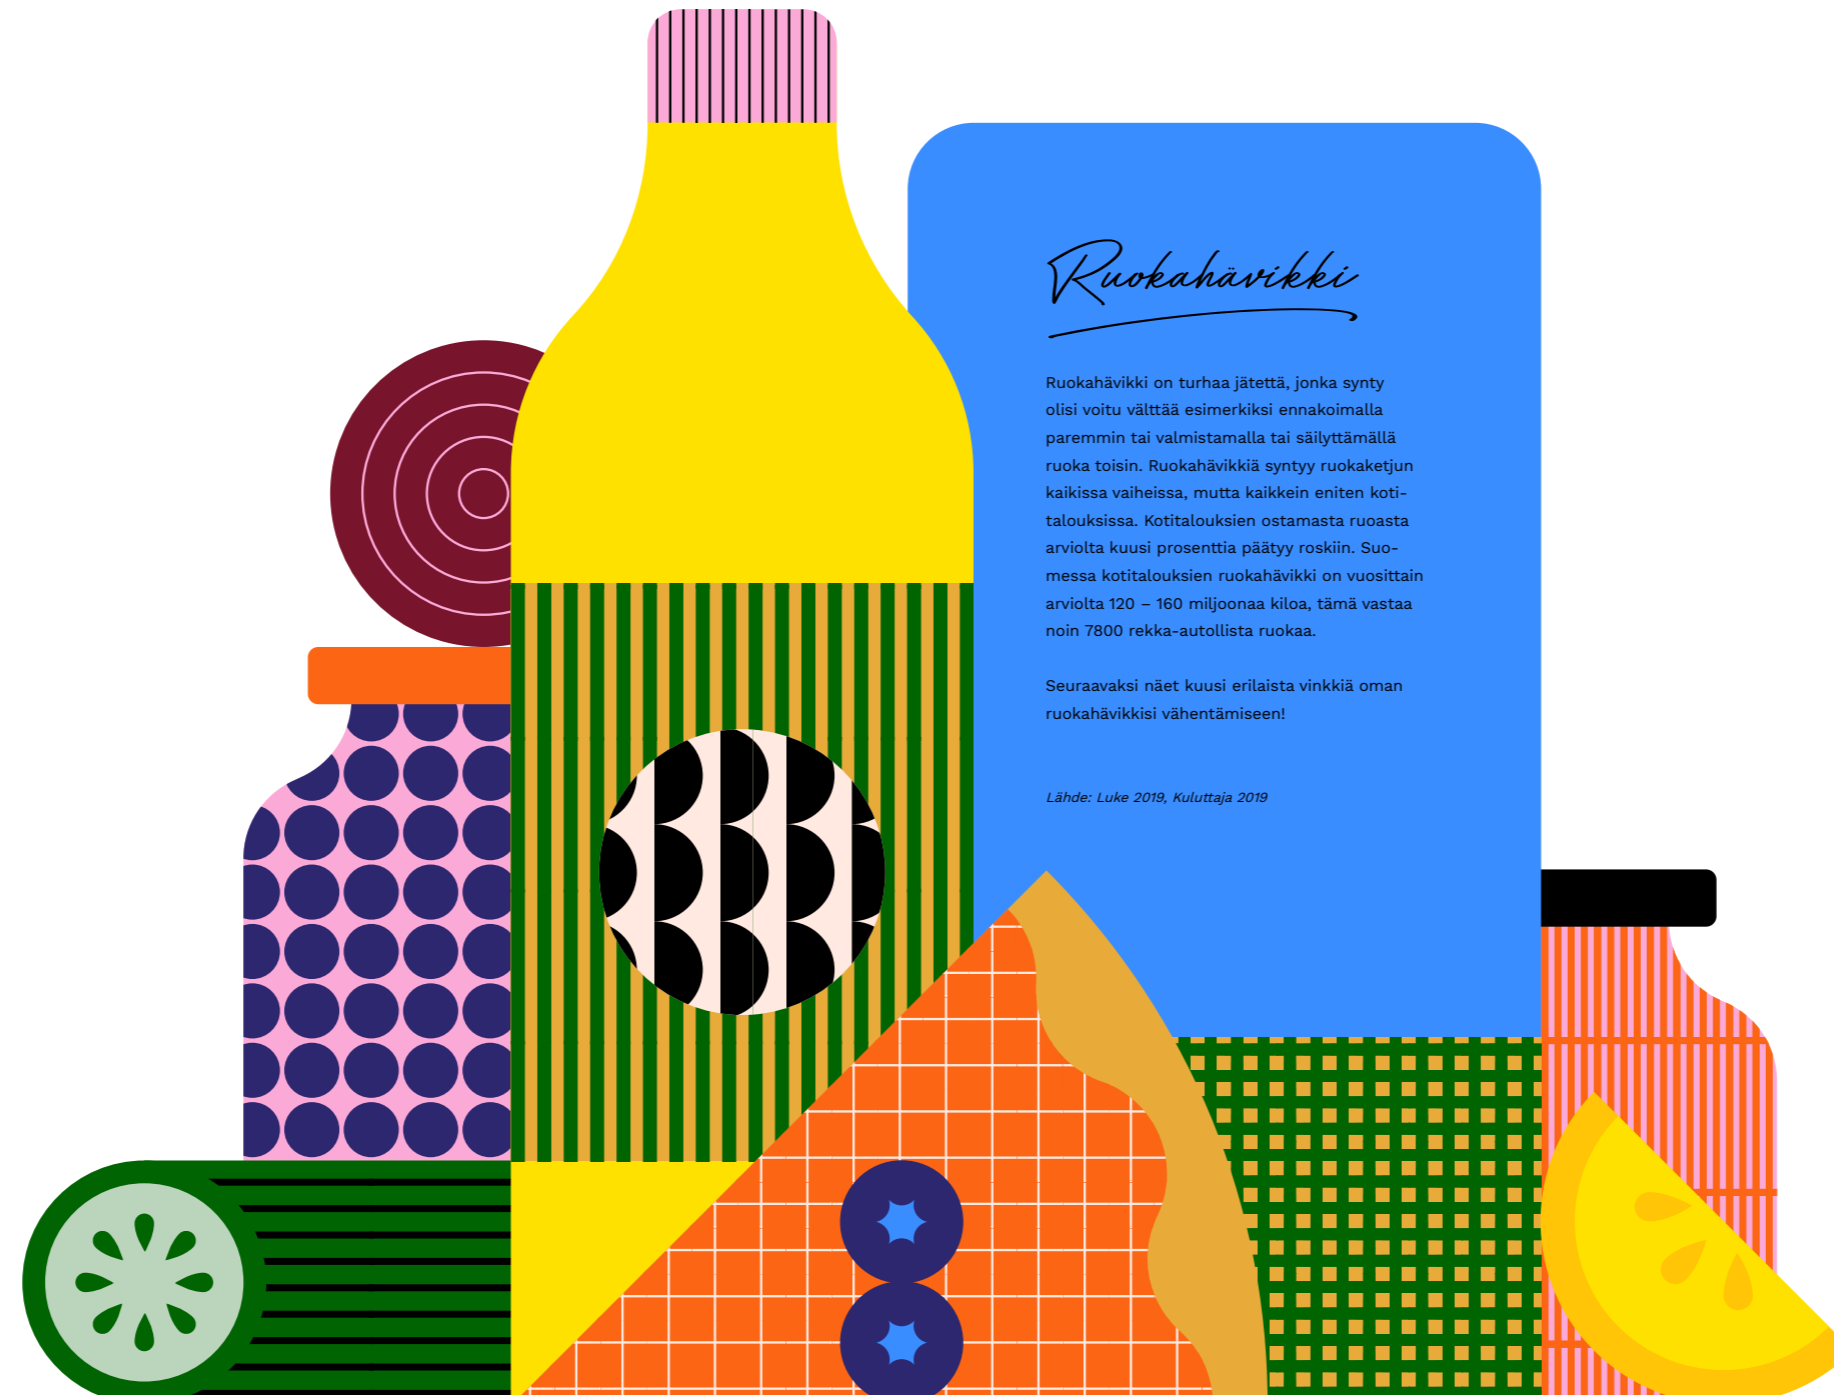 Ruokahävikki
Ruokahävikki on turhaa jätettä, jonka synty
olisi voitu välttää esimerkiksi ennakoimalla
paremmin tai valmistamalla tai säilyttämällä
ruoka toisin. Ruokahävikkiä syntyy ruokaketjun
kaikissa vaiheissa, mutta kaikkein eniten koti-
talouksissa. Kotitalouksien ostamasta ruoasta
arviolta kuusi prosenttia päätyy roskiin. Suo-
messa kotitalouksien ruokahävikki on vuosittain
arviolta 120 – 160 miljoonaa kiloa, tämä vastaa
noin 7800 rekka-autollista ruokaa.
Seuraavaksi näet kuusi erilaista vinkkiä oman
ruokahävikkisi vähentämiseen!
Lähde: Luke 2019, Kuluttaja 2019